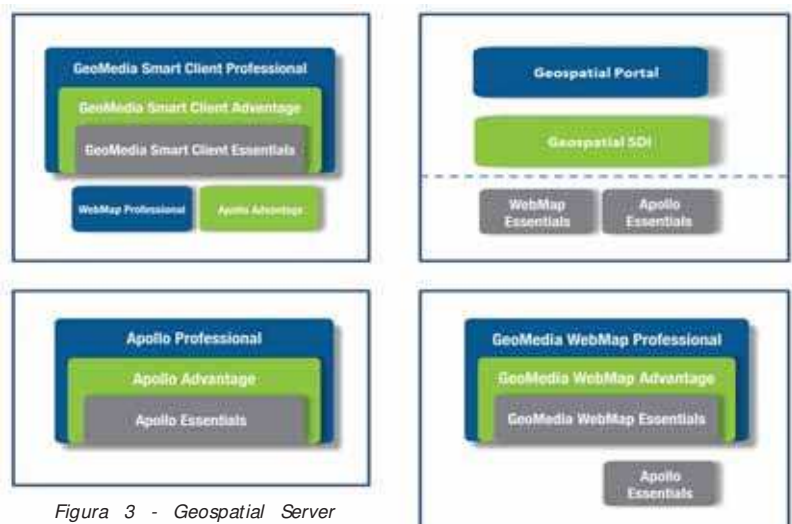 GeoMedia Smart Client Professional
GeoMedia Smart Client Advantage
GeoMedia Smart Client Essentials
WebMap Professional
Apollo Advantage
Geospatial Portal
Geospatial SDI
WebMap
Essentials
Apollo
Essentials
Apollo Professional
Apollo Advantage
Apollo Essentials
GeoMedia WebMap Professional
GeoMedia WebMap Advantage
GeoMedia WebMap Essentials
Apollo
Essentials
Figura 3 - Geospatial Server